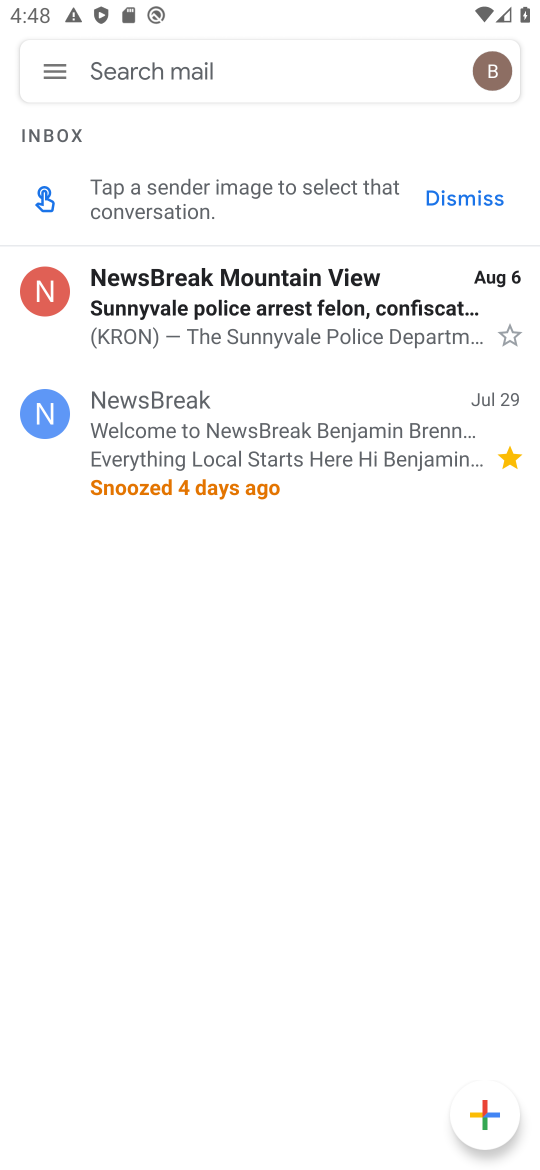 4:48
Search mail
B
INBOX
Tap a sender image to select that
conversation.
Dismiss
N
NewsBreak Mountain View
Aug 6
Sunnyvale police arrest felon, confiscat...
(KRON) — The Sunnyvale Police Departm...
N
NewsBreak
Jul 29
Welcome to NewsBreak Benjamin Brenn...
Everything Local Starts Here Hi Benjamin...
Snoozed 4 days ago